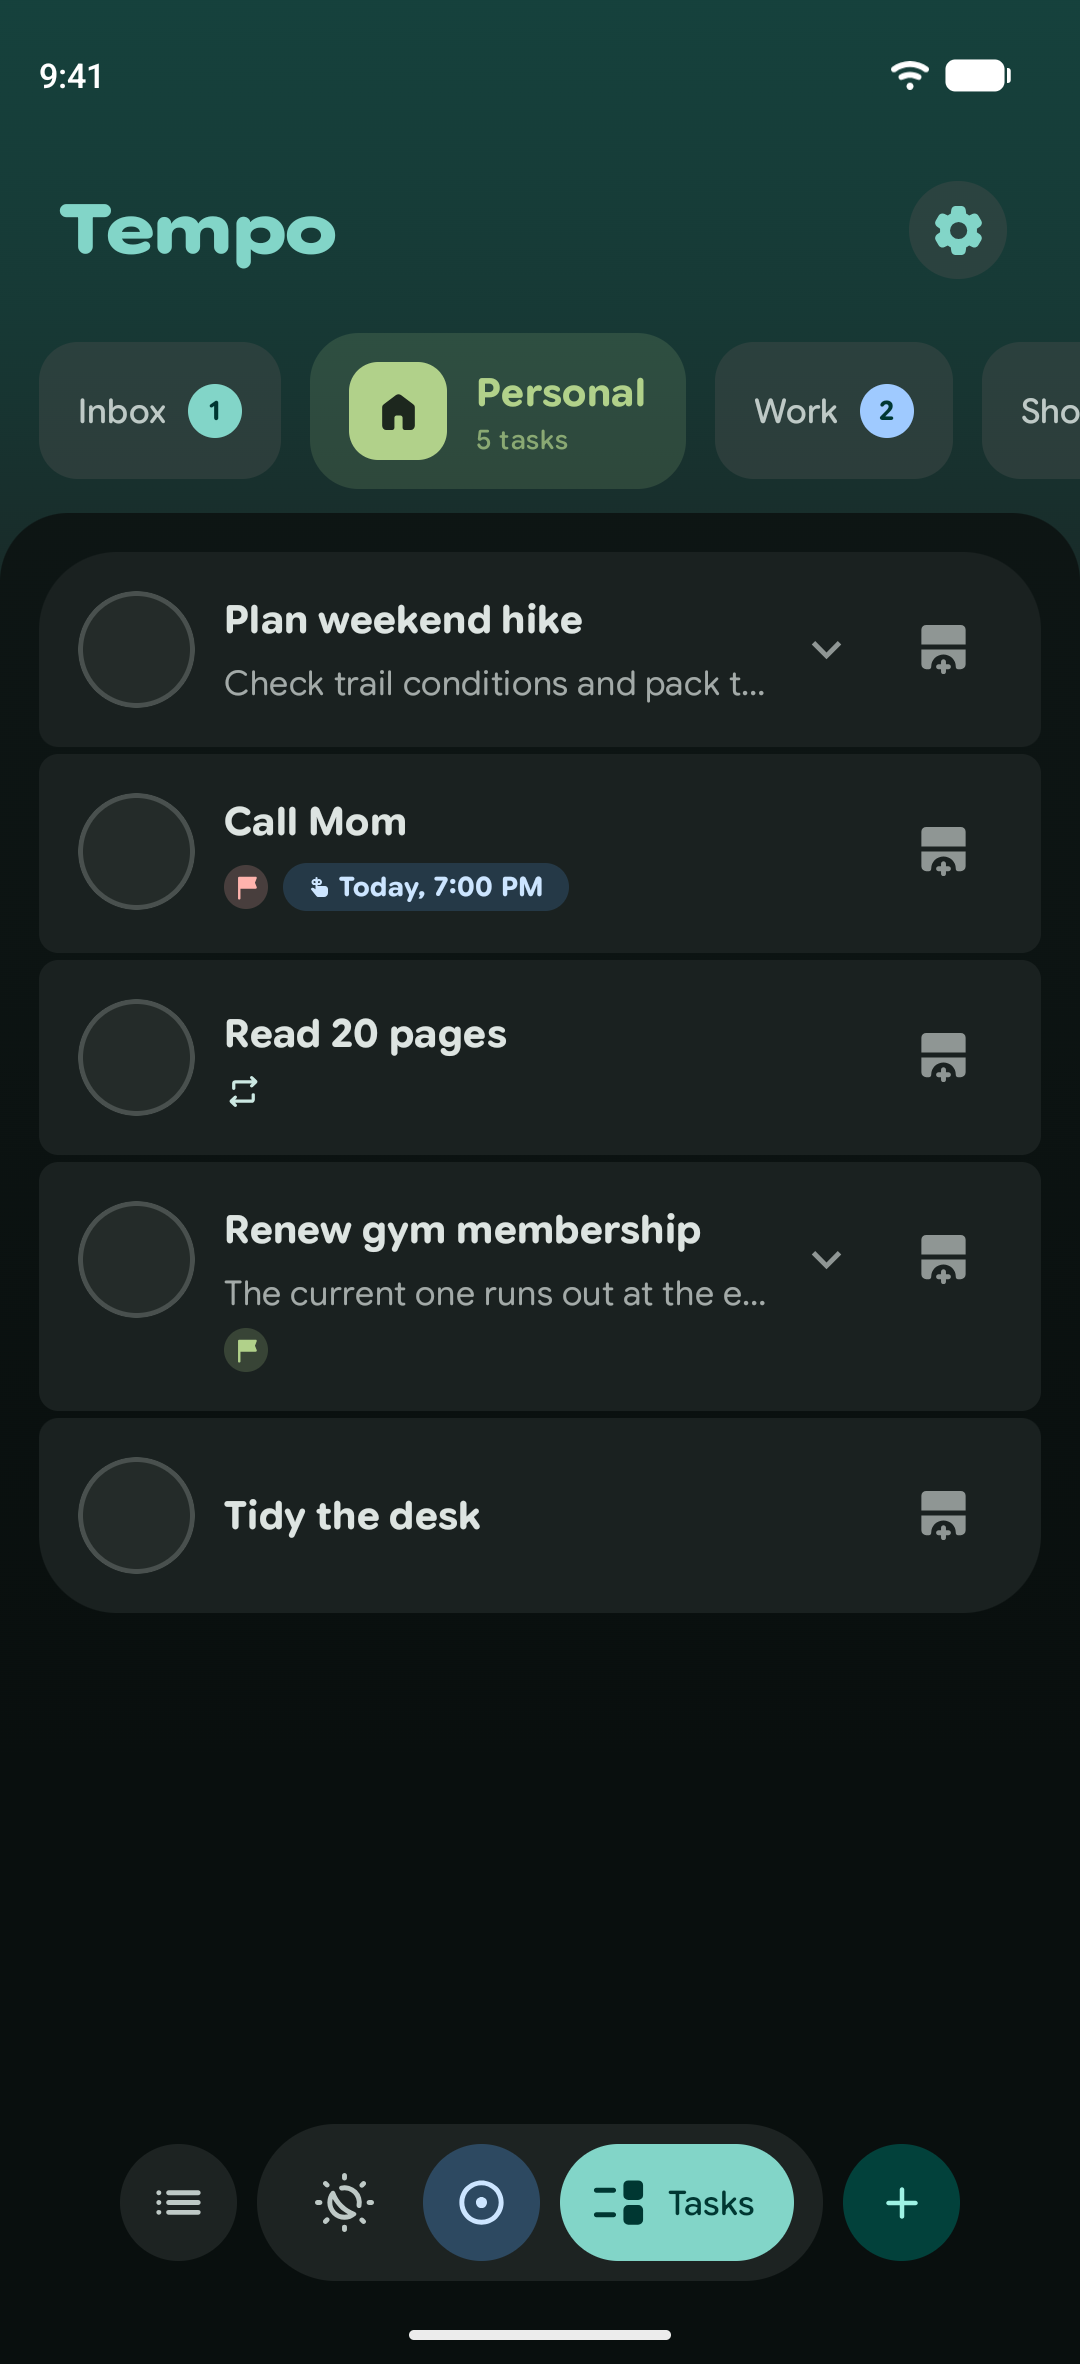 9:41
Tempo
Inbox 1
Personal
5 tasks
Work 2
Sho
Plan weekend hike
Check trail conditions and pack t...
Call Mom
Today, 7:00 PM
Read 20 pages
Renew gym membership
The current one runs out at the e...
Tidy the desk
Tasks